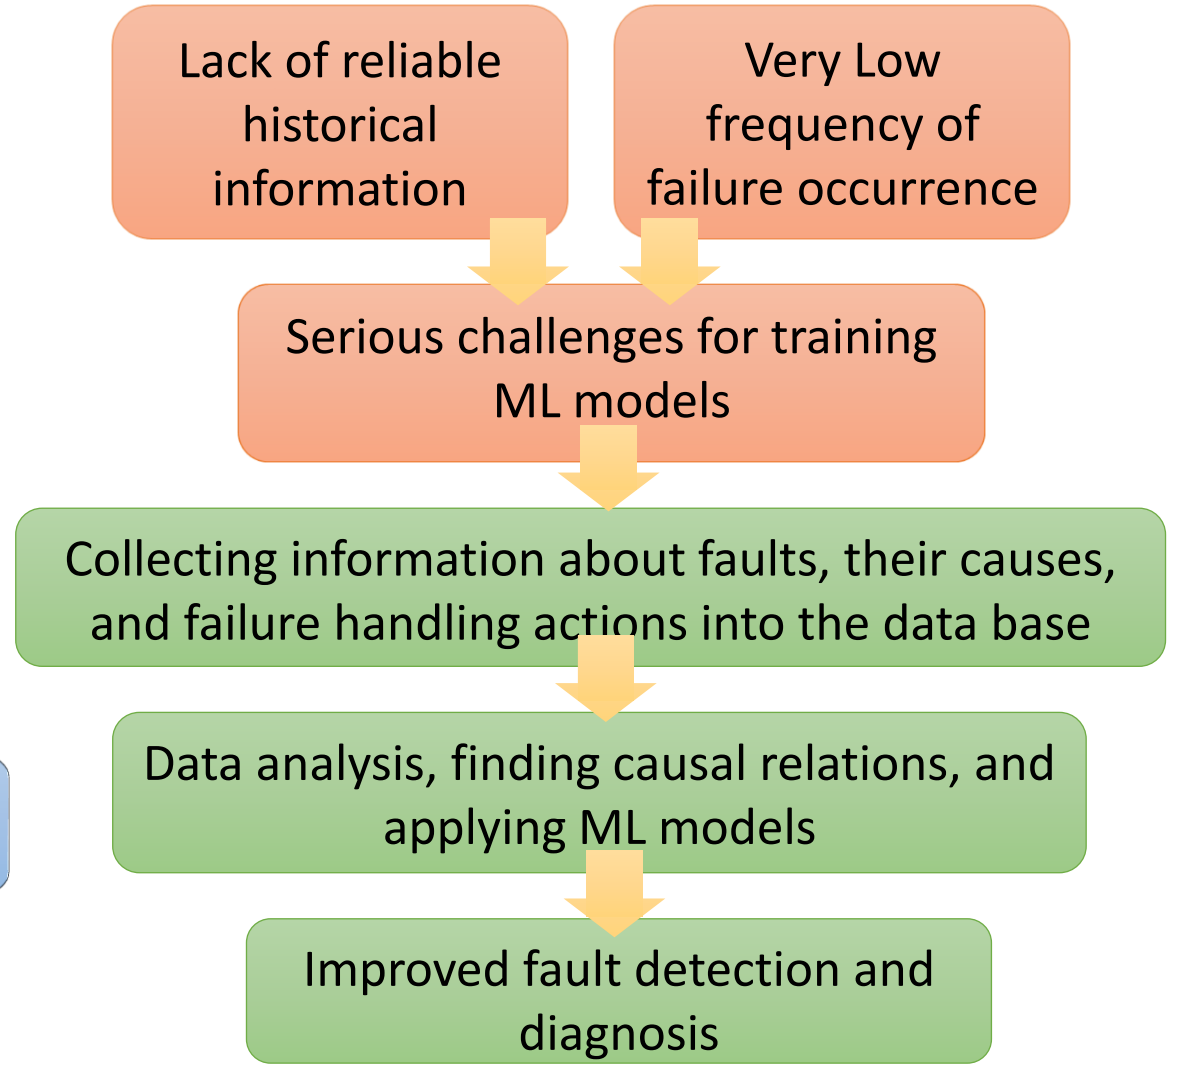 Lack of reliable
historical
information
Very Low
frequency of
failure occurrence
Serious challenges for training
ML models
Collecting information about faults, their causes,
and failure handling actions into the data base
Data analysis, finding causal relations, and
applying ML models
Improved fault detection and
diagnosis